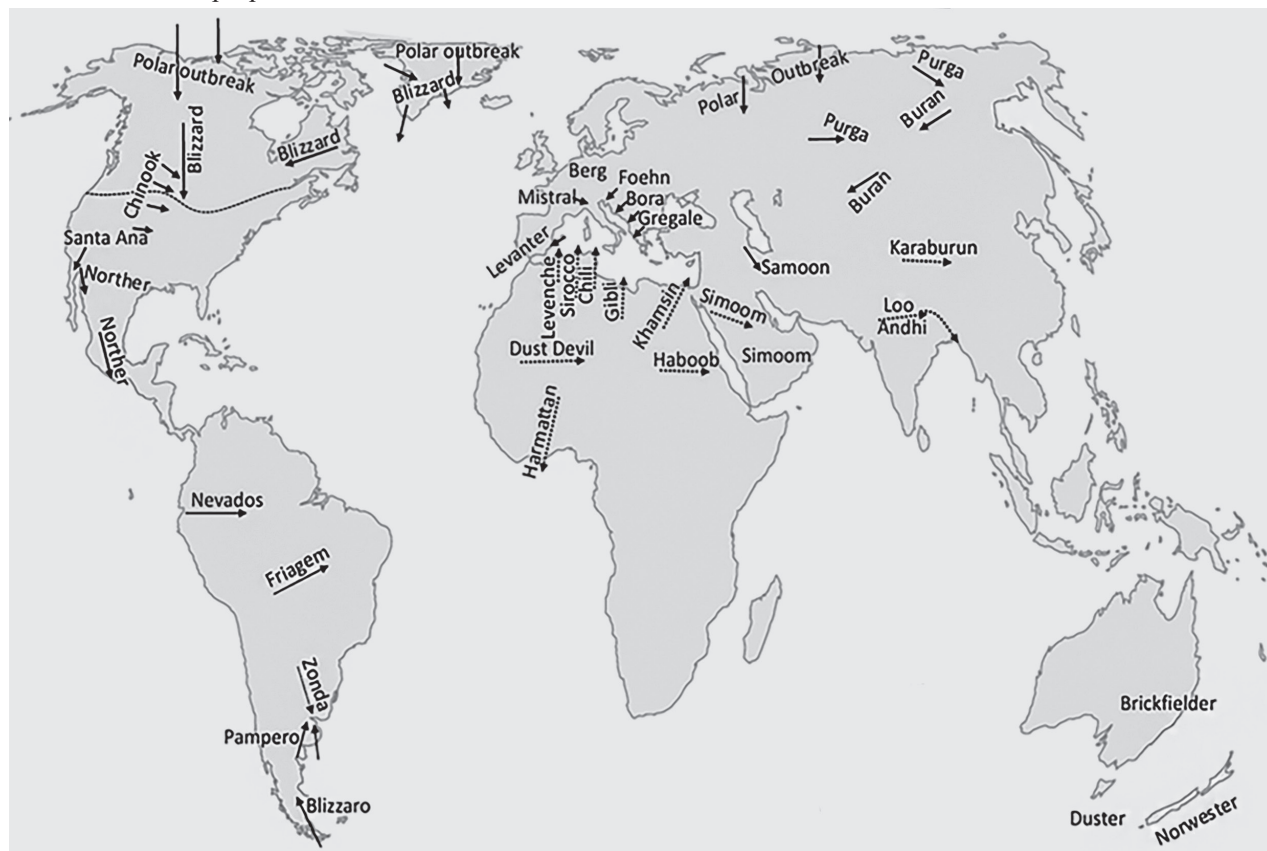 Polar outbreak
Polar outbreak
Blizzard
Blizzard
Blizzard
Polar
Outbreak
Purga
Buran
Purga
Buran
Chinook
Santa Ana
Norther
Norther
Berg
Foehn
Mistral
Bora
Gregale
Levanter
Levenche
Sirocco
Chili
Gibli
Khamsin
Simoom
Simoom
Samoon
Karaburun
Loo
Andhi
Dust Devil
Haboob
Harmattan
Nevados
Friagem
Zonda
Pampero
Blizzaro
Brickfielder
Duster
Norwester